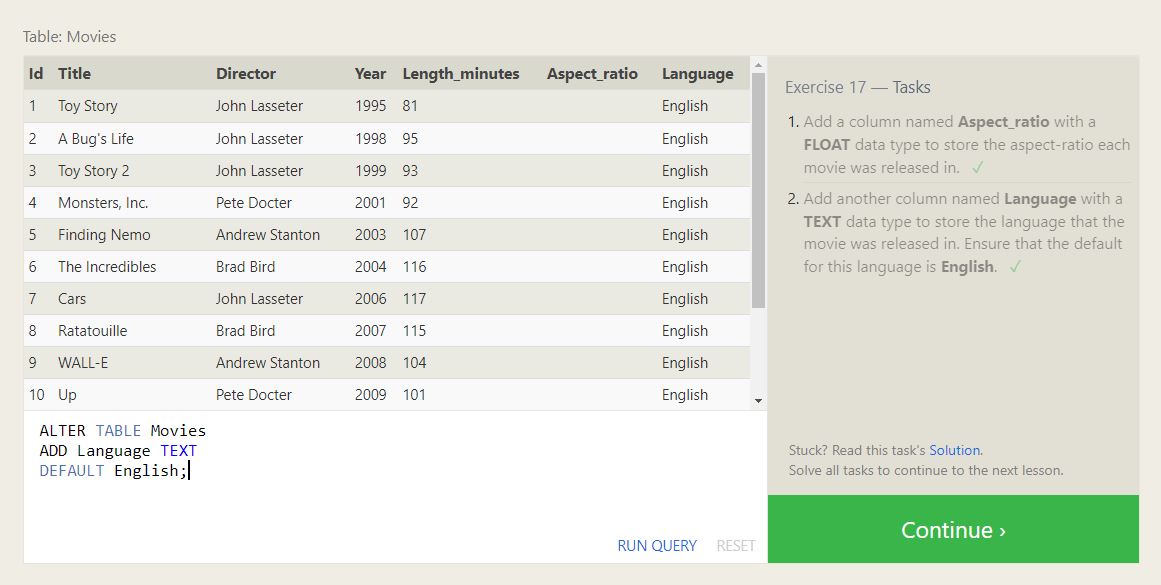 Table: Movies
Id Title Director Year Length_minutes Aspect_ratio Language
1 Toy Story John Lasseter 1995 81 English
2 A Bug's Life John Lasseter 1998 95 English
3 Toy Story 2 John Lasseter 1999 93 English
4 Monsters, Inc. Pete Docter 2001 92 English
5 Finding Nemo Andrew Stanton 2003 107 English
6 The Incredibles Brad Bird 2004 116 English
7 Cars John Lasseter 2006 117 English
8 Ratatouille Brad Bird 2007 115 English
9 WALL-E Andrew Stanton 2008 104 English
10 Up Pete Docter 2009 101 English
ALTER TABLE Movies
ADD Language TEXT
DEFAULT English;
RUN QUERY RESET
Exercise 17 — Tasks
1. Add a column named Aspect_ratio with a
FLOAT data type to store the aspect-ratio each
movie was released in. ✓
2. Add another column named Language with a
TEXT data type to store the language that the
movie was released in. Ensure that the default
for this language is English. ✓
Stuck? Read this task's Solution.
Solve all tasks to continue to the next lesson.
Continue ›